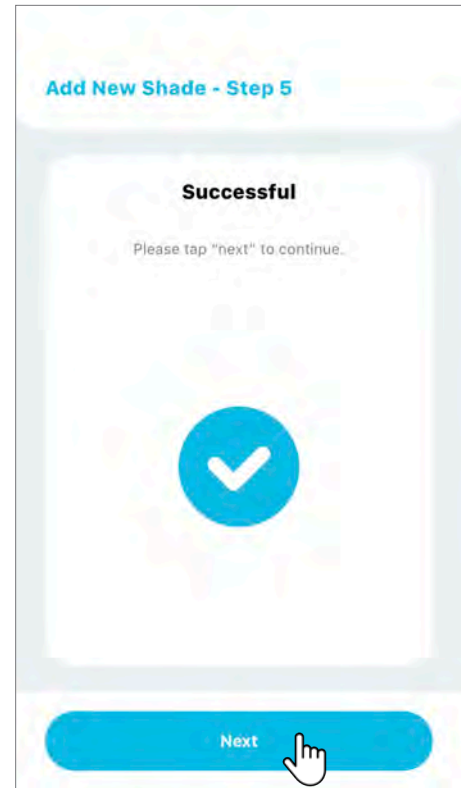 Add New Shade - Step 5
Successful
Please tap "next" to continue.
Next